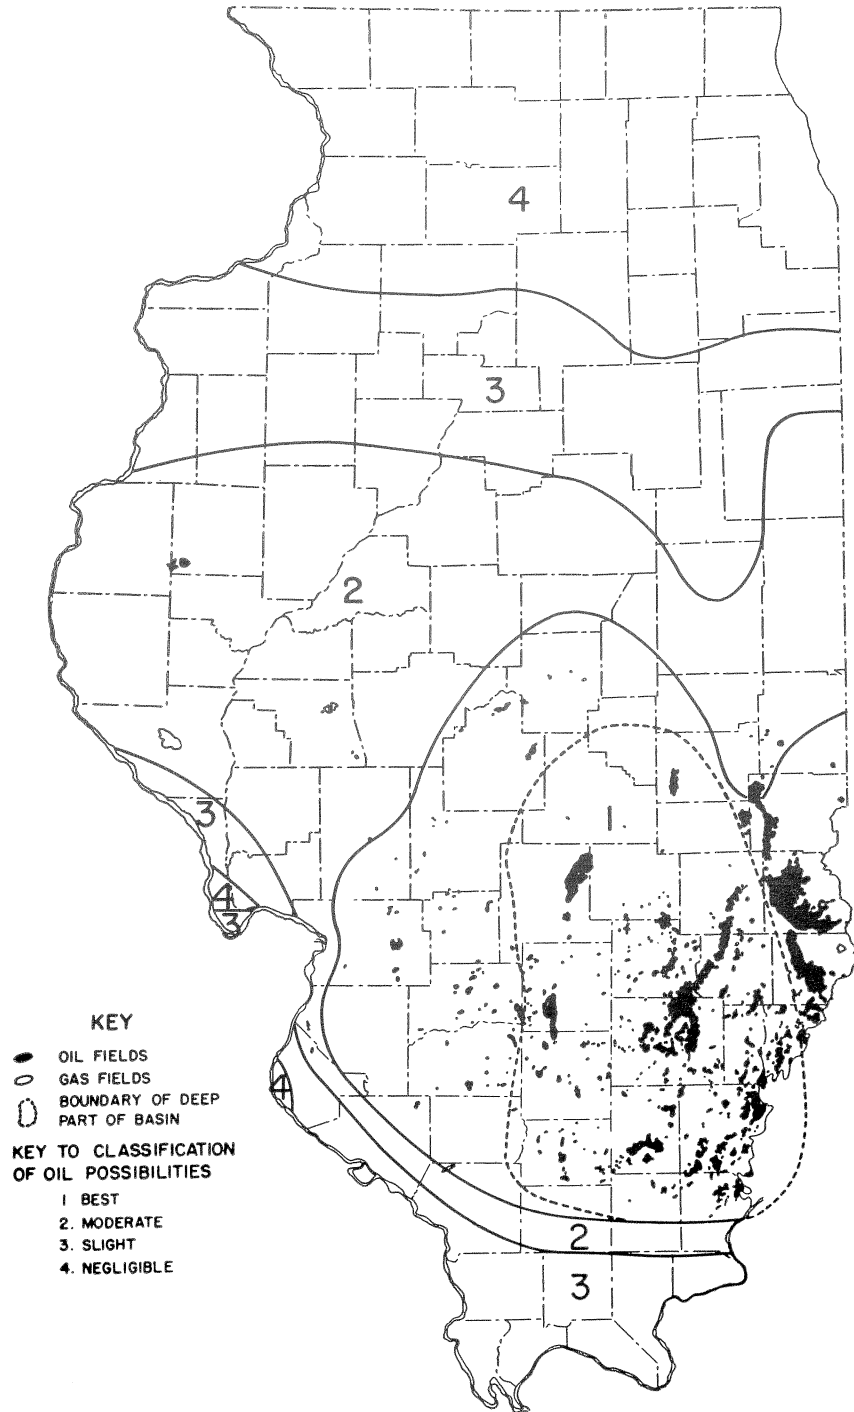 4
3
2
1
3
4
3
4
2
3
KEY
OIL FIELDS
GAS FIELDS
BOUNDARY OF DEEP
PART OF BASIN
KEY TO CLASSIFICATION
OF OIL POSSIBILITIES
1 BEST
2. MODERATE
3. SLIGHT
4. NEGLIGIBLE